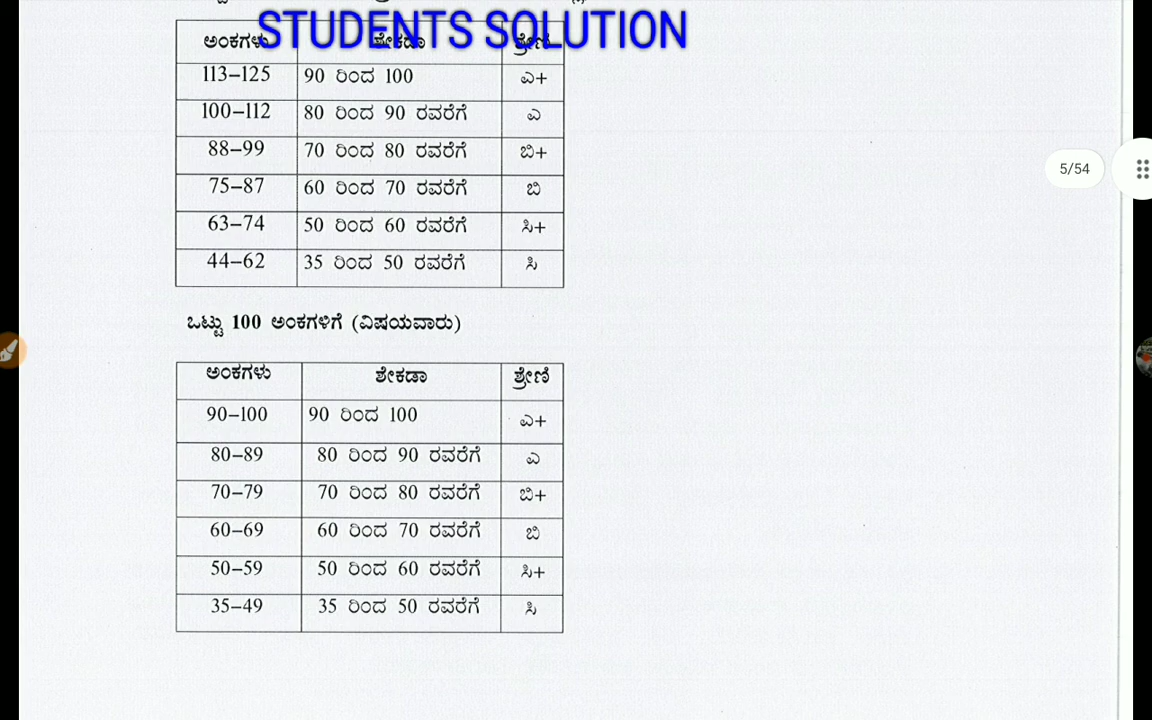 STUDENTS SOLUTION
ಅಂಕಗಳು ಶೇಕಡಾ ಶ್ರೇಣಿ
113–125 90 ರಿಂದ 100 ಎ+
100–112 80 ರಿಂದ 90 ರವರೆಗೆ ಎ
88–99 70 ರಿಂದ 80 ರವರೆಗೆ ಬಿ+
75–87 60 ರಿಂದ 70 ರವರೆಗೆ ಬಿ
63–74 50 ರಿಂದ 60 ರವರೆಗೆ ಸಿ+
44–62 35 ರಿಂದ 50 ರವರೆಗೆ ಸಿ
5/54
ಒಟ್ಟು 100 ಅಂಕಗಳಿಗೆ (ವಿಷಯವಾರು)
ಅಂಕಗಳು ಶೇಕಡಾ ಶ್ರೇಣಿ
90–100 90 ರಿಂದ 100 ಎ+
80–89 80 ರಿಂದ 90 ರವರೆಗೆ ಎ
70–79 70 ರಿಂದ 80 ರವರೆಗೆ ಬಿ+
60–69 60 ರಿಂದ 70 ರವರೆಗೆ ಬಿ
50–59 50 ರಿಂದ 60 ರವರೆಗೆ ಸಿ+
35–49 35 ರಿಂದ 50 ರವರೆಗೆ ಸಿ